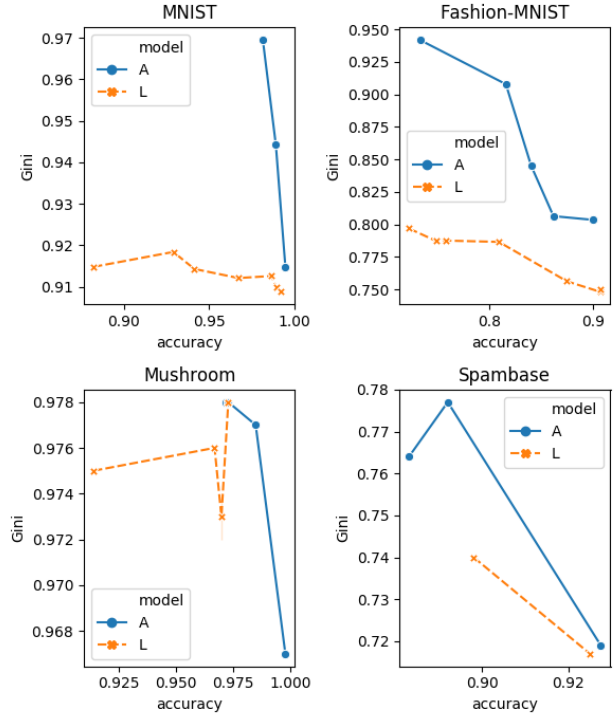 MNIST
0.97
0.96
0.95
0.94
0.93
0.92
0.91
Gini
model
A
L
0.90
0.95
1.00
accuracy
Fashion-MNIST
0.950
0.925
0.900
0.875
0.850
0.825
0.800
0.775
0.750
Gini
model
A
L
0.8
0.9
accuracy
Mushroom
0.978
0.976
0.974
0.972
0.970
0.968
Gini
model
A
L
0.925
0.950
0.975
1.000
accuracy
Spambase
0.78
0.77
0.76
0.75
0.74
0.73
0.72
Gini
model
A
L
0.90
0.92
accuracy